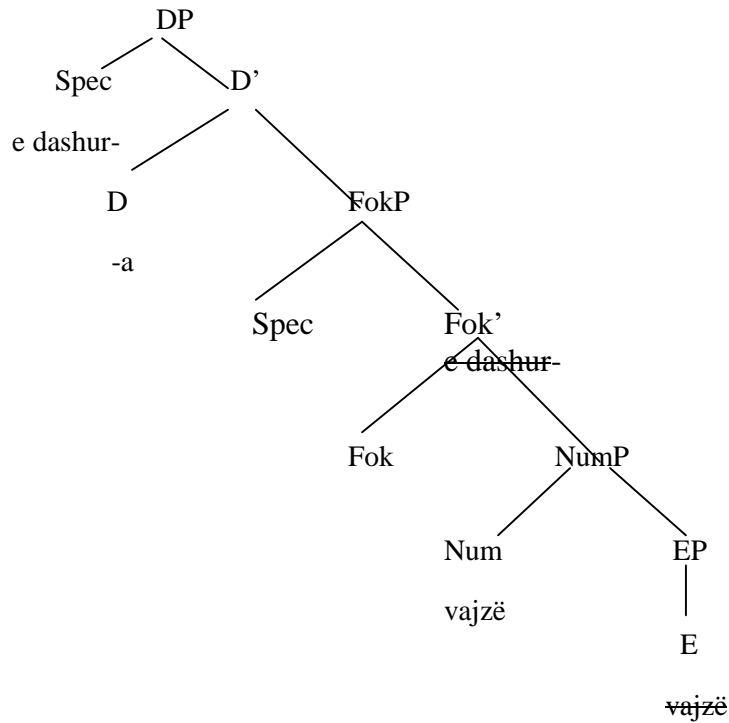 DP
Spec D’
e dashur-
D FokP
-a
Spec Fok’
e dashur-
Fok NumP
Num EP
vajzë
E
vajzë